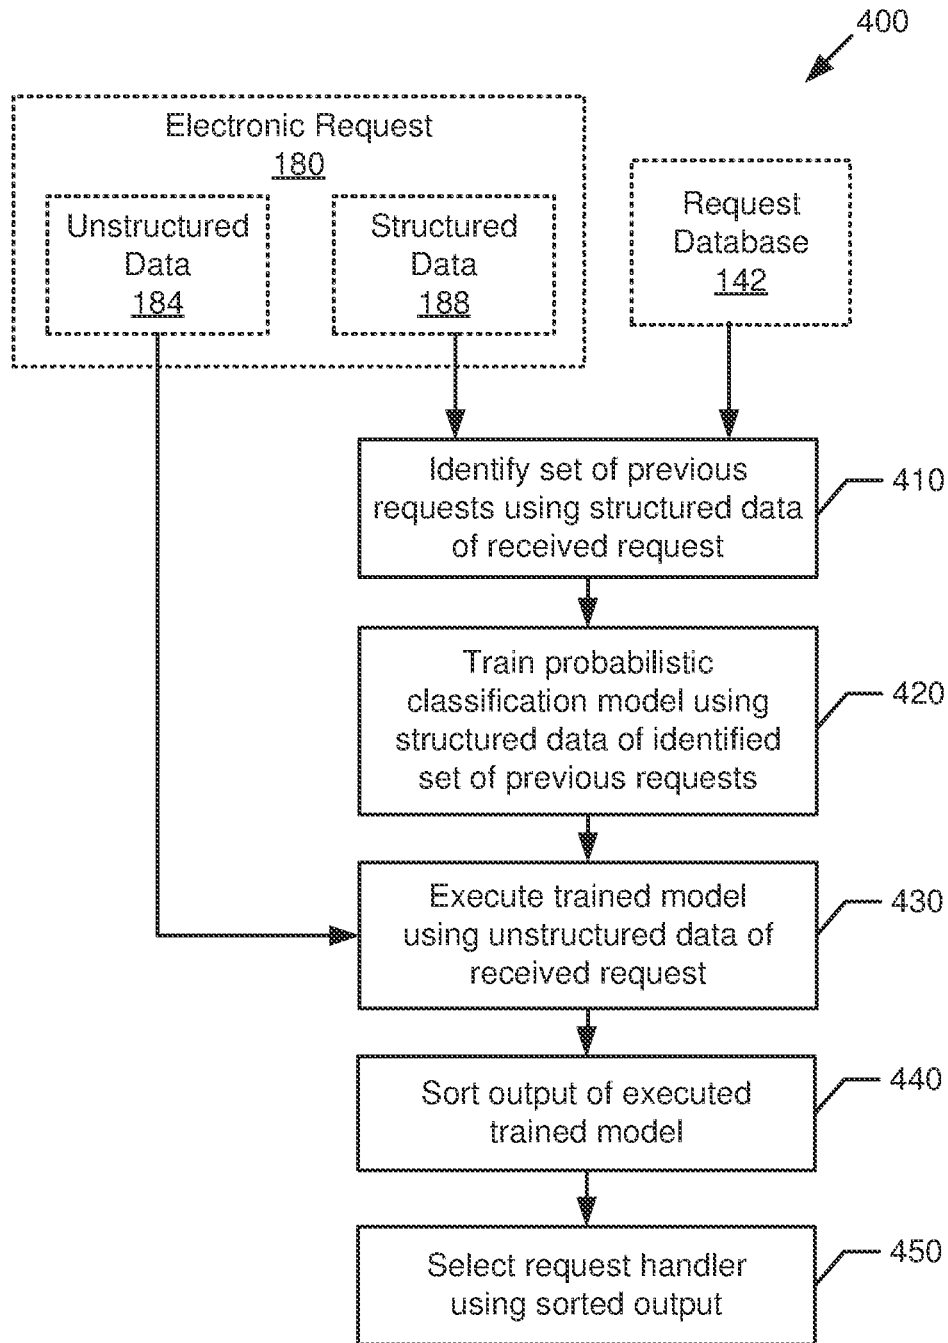 400
Electronic Request
180
Unstructured
Data
184
Structured
Data
188
Request
Database
142
Identify set of previous
requests using structured data
of received request
410
Train probabilistic
classification model using
structured data of identified
set of previous requests
420
Execute trained model
using unstructured data of
received request
430
Sort output of executed
trained model
440
Select request handler
using sorted output
450